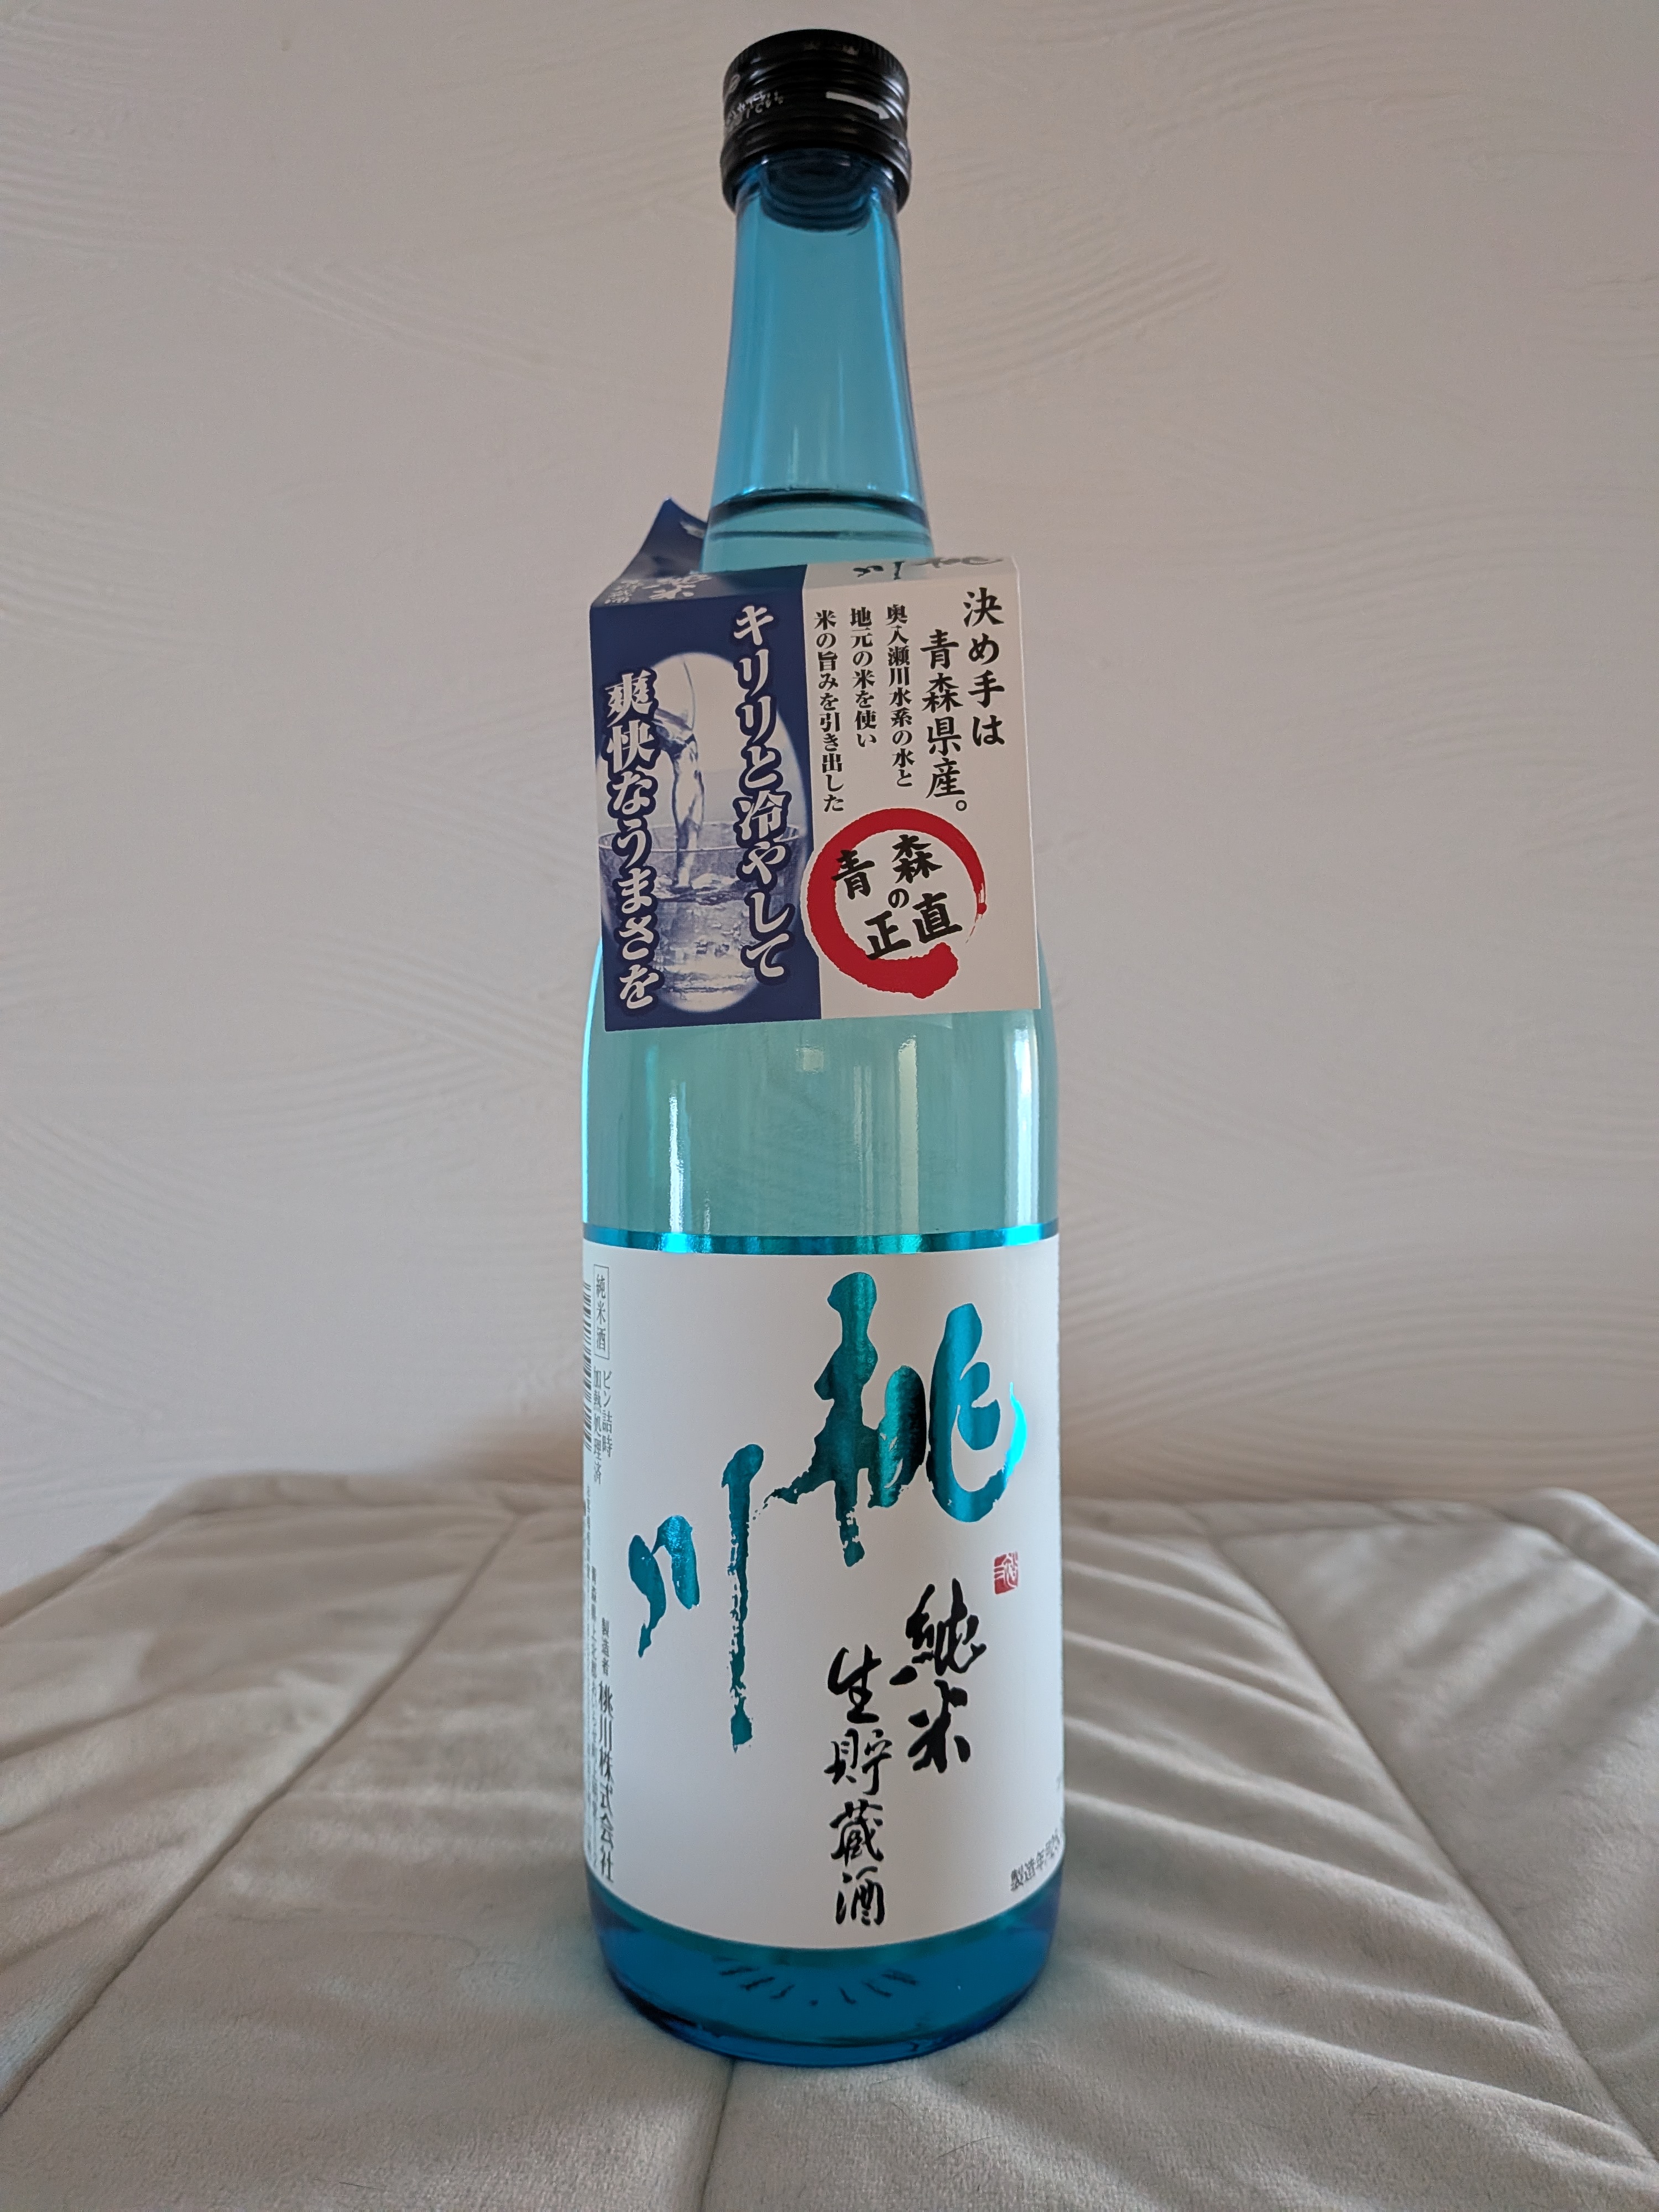 決め手は
青森県産。
奥入瀬川水系の水と
地元の米を使い
米の旨みを引き出した
青森
の
正直
キリリと冷やして
爽快なうまさを
桃川
純米
生貯蔵酒
純米酒
ビン詰時
加熱処理済
製造者 桃川株式会社
製造年月